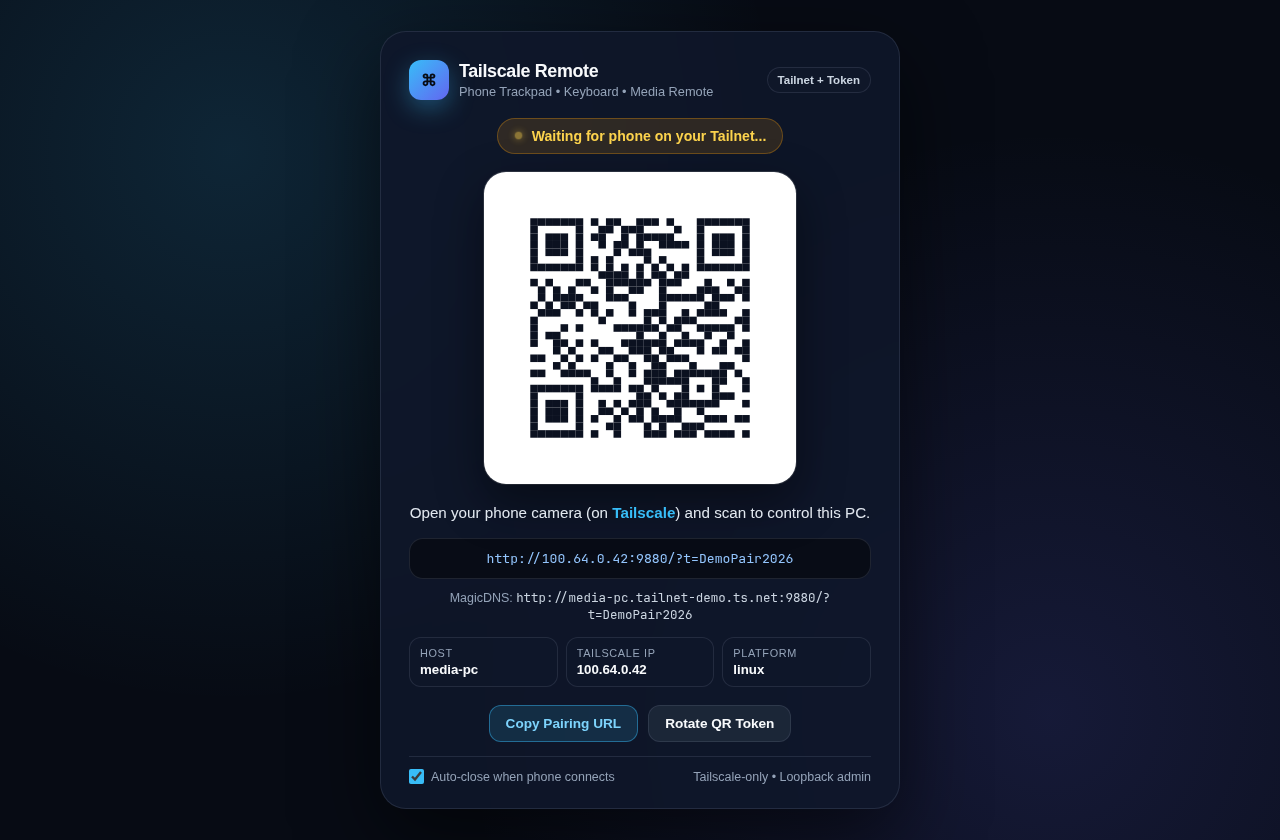 ⌘
Tailscale Remote
Phone Trackpad • Keyboard • Media Remote
Tailnet + Token
Waiting for phone on your Tailnet...
Open your phone camera (on Tailscale) and scan to control this PC.
http://100.64.0.42:9880/?t=DemoPair2026
MagicDNS: http://media-pc.tailnet-demo.ts.net:9880/?
t=DemoPair2026
HOST
media-pc
TAILSCALE IP
100.64.0.42
PLATFORM
linux
Copy Pairing URL
Rotate QR Token
Auto-close when phone connects
Tailscale-only • Loopback admin